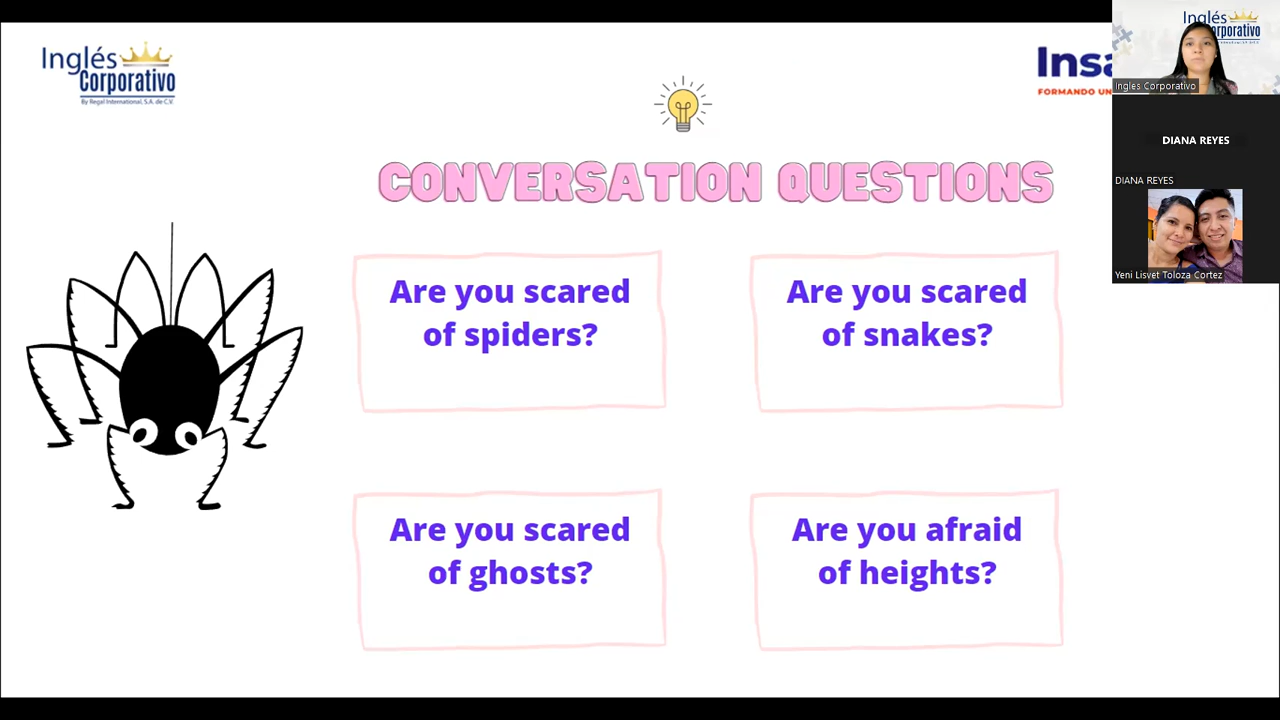 Inglés
Corporativo
By Regal International, S.A. de C.V.
FORMANDO UN
CONVERSATION QUESTIONS
Are you scared
of spiders?
Are you scared
of snakes?
Are you scared
of ghosts?
Are you afraid
of heights?
Inglés
Corporativo
Ingles Corporativo
DIANA REYES
DIANA REYES
Yeni Lisvet Toloza Cortez